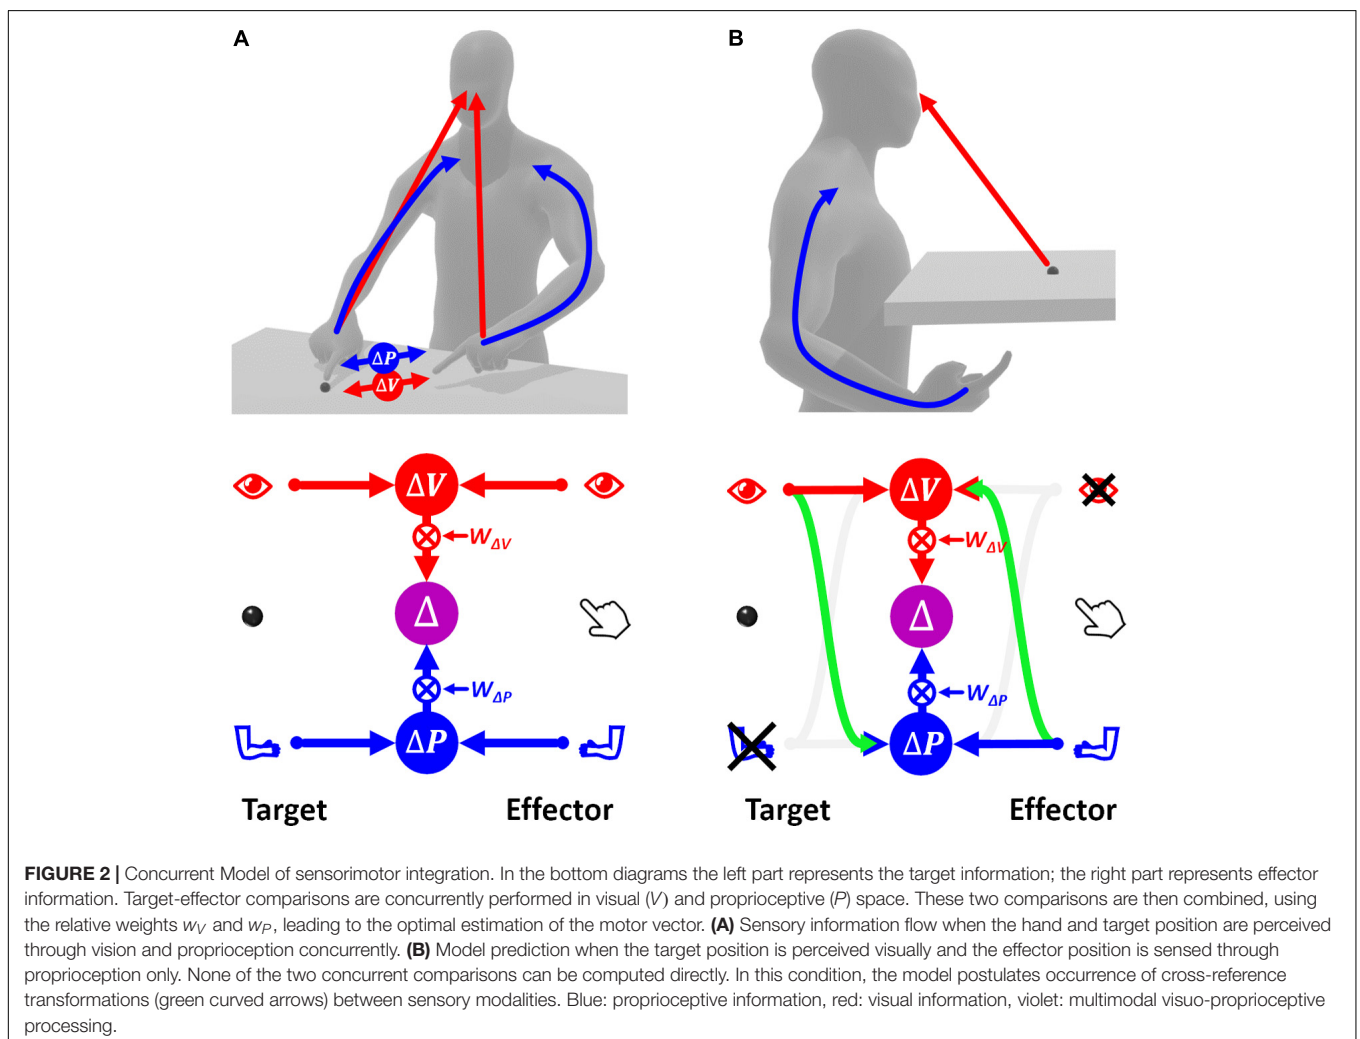 A
B
ΔP
ΔV
ΔV
WΔV
Δ
WΔP
ΔP
Target Effector
ΔV
WΔV
Δ
WΔP
ΔP
Target Effector
FIGURE 2 | Concurrent Model of sensorimotor integration. In the bottom diagrams the left part represents the target information; the right part represents effector
information. Target-effector comparisons are concurrently performed in visual (V) and proprioceptive (P) space. These two comparisons are then combined, using
the relative weights wV and wP, leading to the optimal estimation of the motor vector. (A) Sensory information flow when the hand and target position are perceived
through vision and proprioception concurrently. (B) Model prediction when the target position is perceived visually and the effector position is sensed through
proprioception only. None of the two concurrent comparisons can be computed directly. In this condition, the model postulates occurrence of cross-reference
transformations (green curved arrows) between sensory modalities. Blue: proprioceptive information, red: visual information, violet: multimodal visuo-proprioceptive
processing.